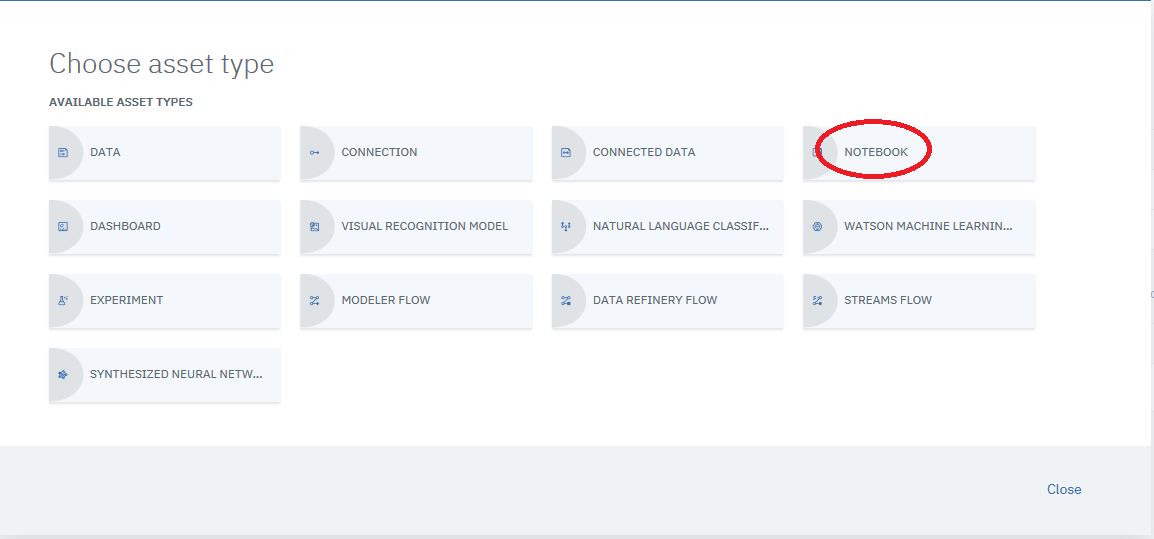 Choose asset type
AVAILABLE ASSET TYPES
DATA
CONNECTION
CONNECTED DATA
NOTEBOOK
DASHBOARD
VISUAL RECOGNITION MODEL
NATURAL LANGUAGE CLASSIF...
WATSON MACHINE LEARNIN...
EXPERIMENT
MODELER FLOW
DATA REFINERY FLOW
STREAMS FLOW
SYNTHESIZED NEURAL NETW...
Close